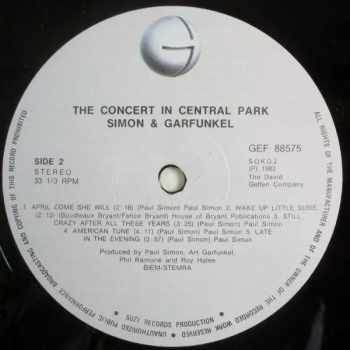 THE CONCERT IN CENTRAL PARK
SIMON & GARFUNKEL
SIDE 2
STEREO
33 1/3 RPM
GEF 88575
SOKOJ
(P) 1982
The David
Geffen Company
1 APRIL COME SHE WILL (2:18) (Paul Simon) Paul Simon 2. WAKE UP LITTLE SUSIE
(2:12) (Boudleaux Bryant/Felice Bryant) House of Bryant Publications 3. STILL
CRAZY AFTER ALL THESE YEARS (3:25) (Paul Simon) Paul Simon
4 AMERICAN TUNE (4:11) (Paul Simon) Paul Simon 5. LATE
IN THE EVENING (3:57) (Paul Simon) Paul Simon
Produced by Paul Simon, Art Garfunkel,
Phil Ramone and Roy Halee
BIEM-STEMRA
ALL RIGHTS OF THE MANUFACTURER AND OF THE OWNER OF THE RECORDED WORK RESERVED
UNAUTHORIZED PUBLIC PERFORMANCE BROADCASTING AND COPYING OF THIS RECORD PROHIBITED
RECORDS PRODUCTION